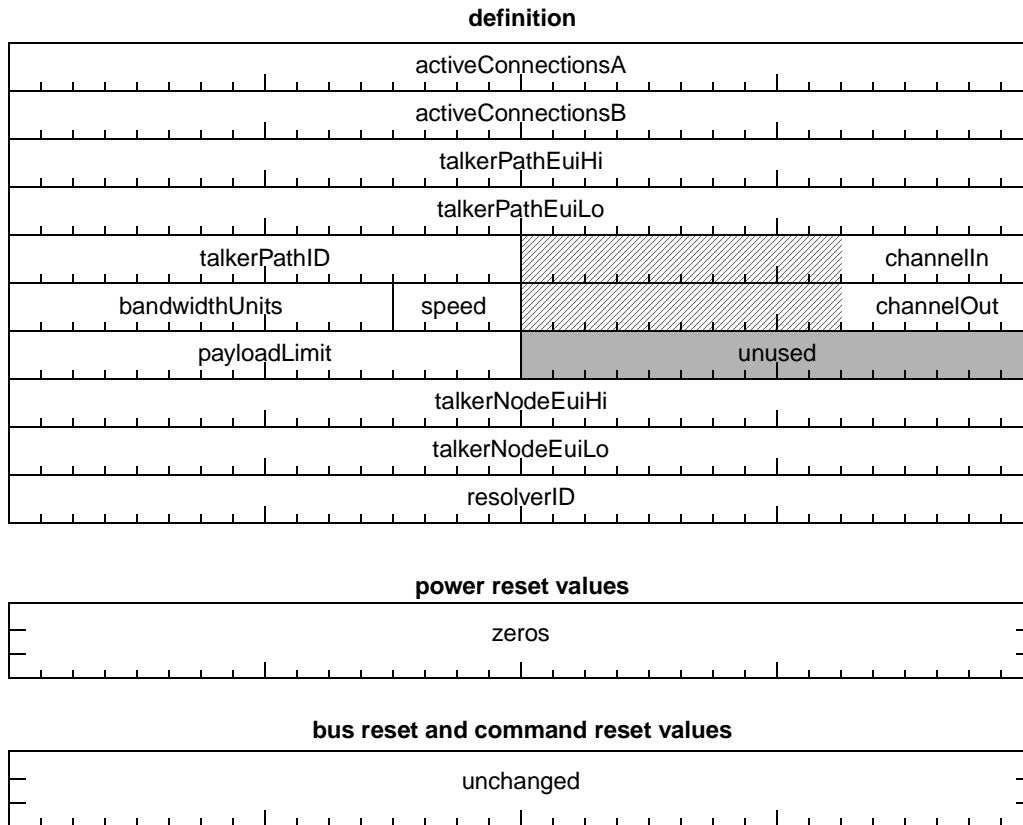 definition
activeConnectionsA
activeConnectionsB
talkerPathEuiHi
talkerPathEuiLo
talkerPathID channelIn
bandwidthUnits speed channelOut
payloadLimit unused
talkerNodeEuiHi
talkerNodeEuiLo
resolverID
power reset values
zeros
bus reset and command reset values
unchanged